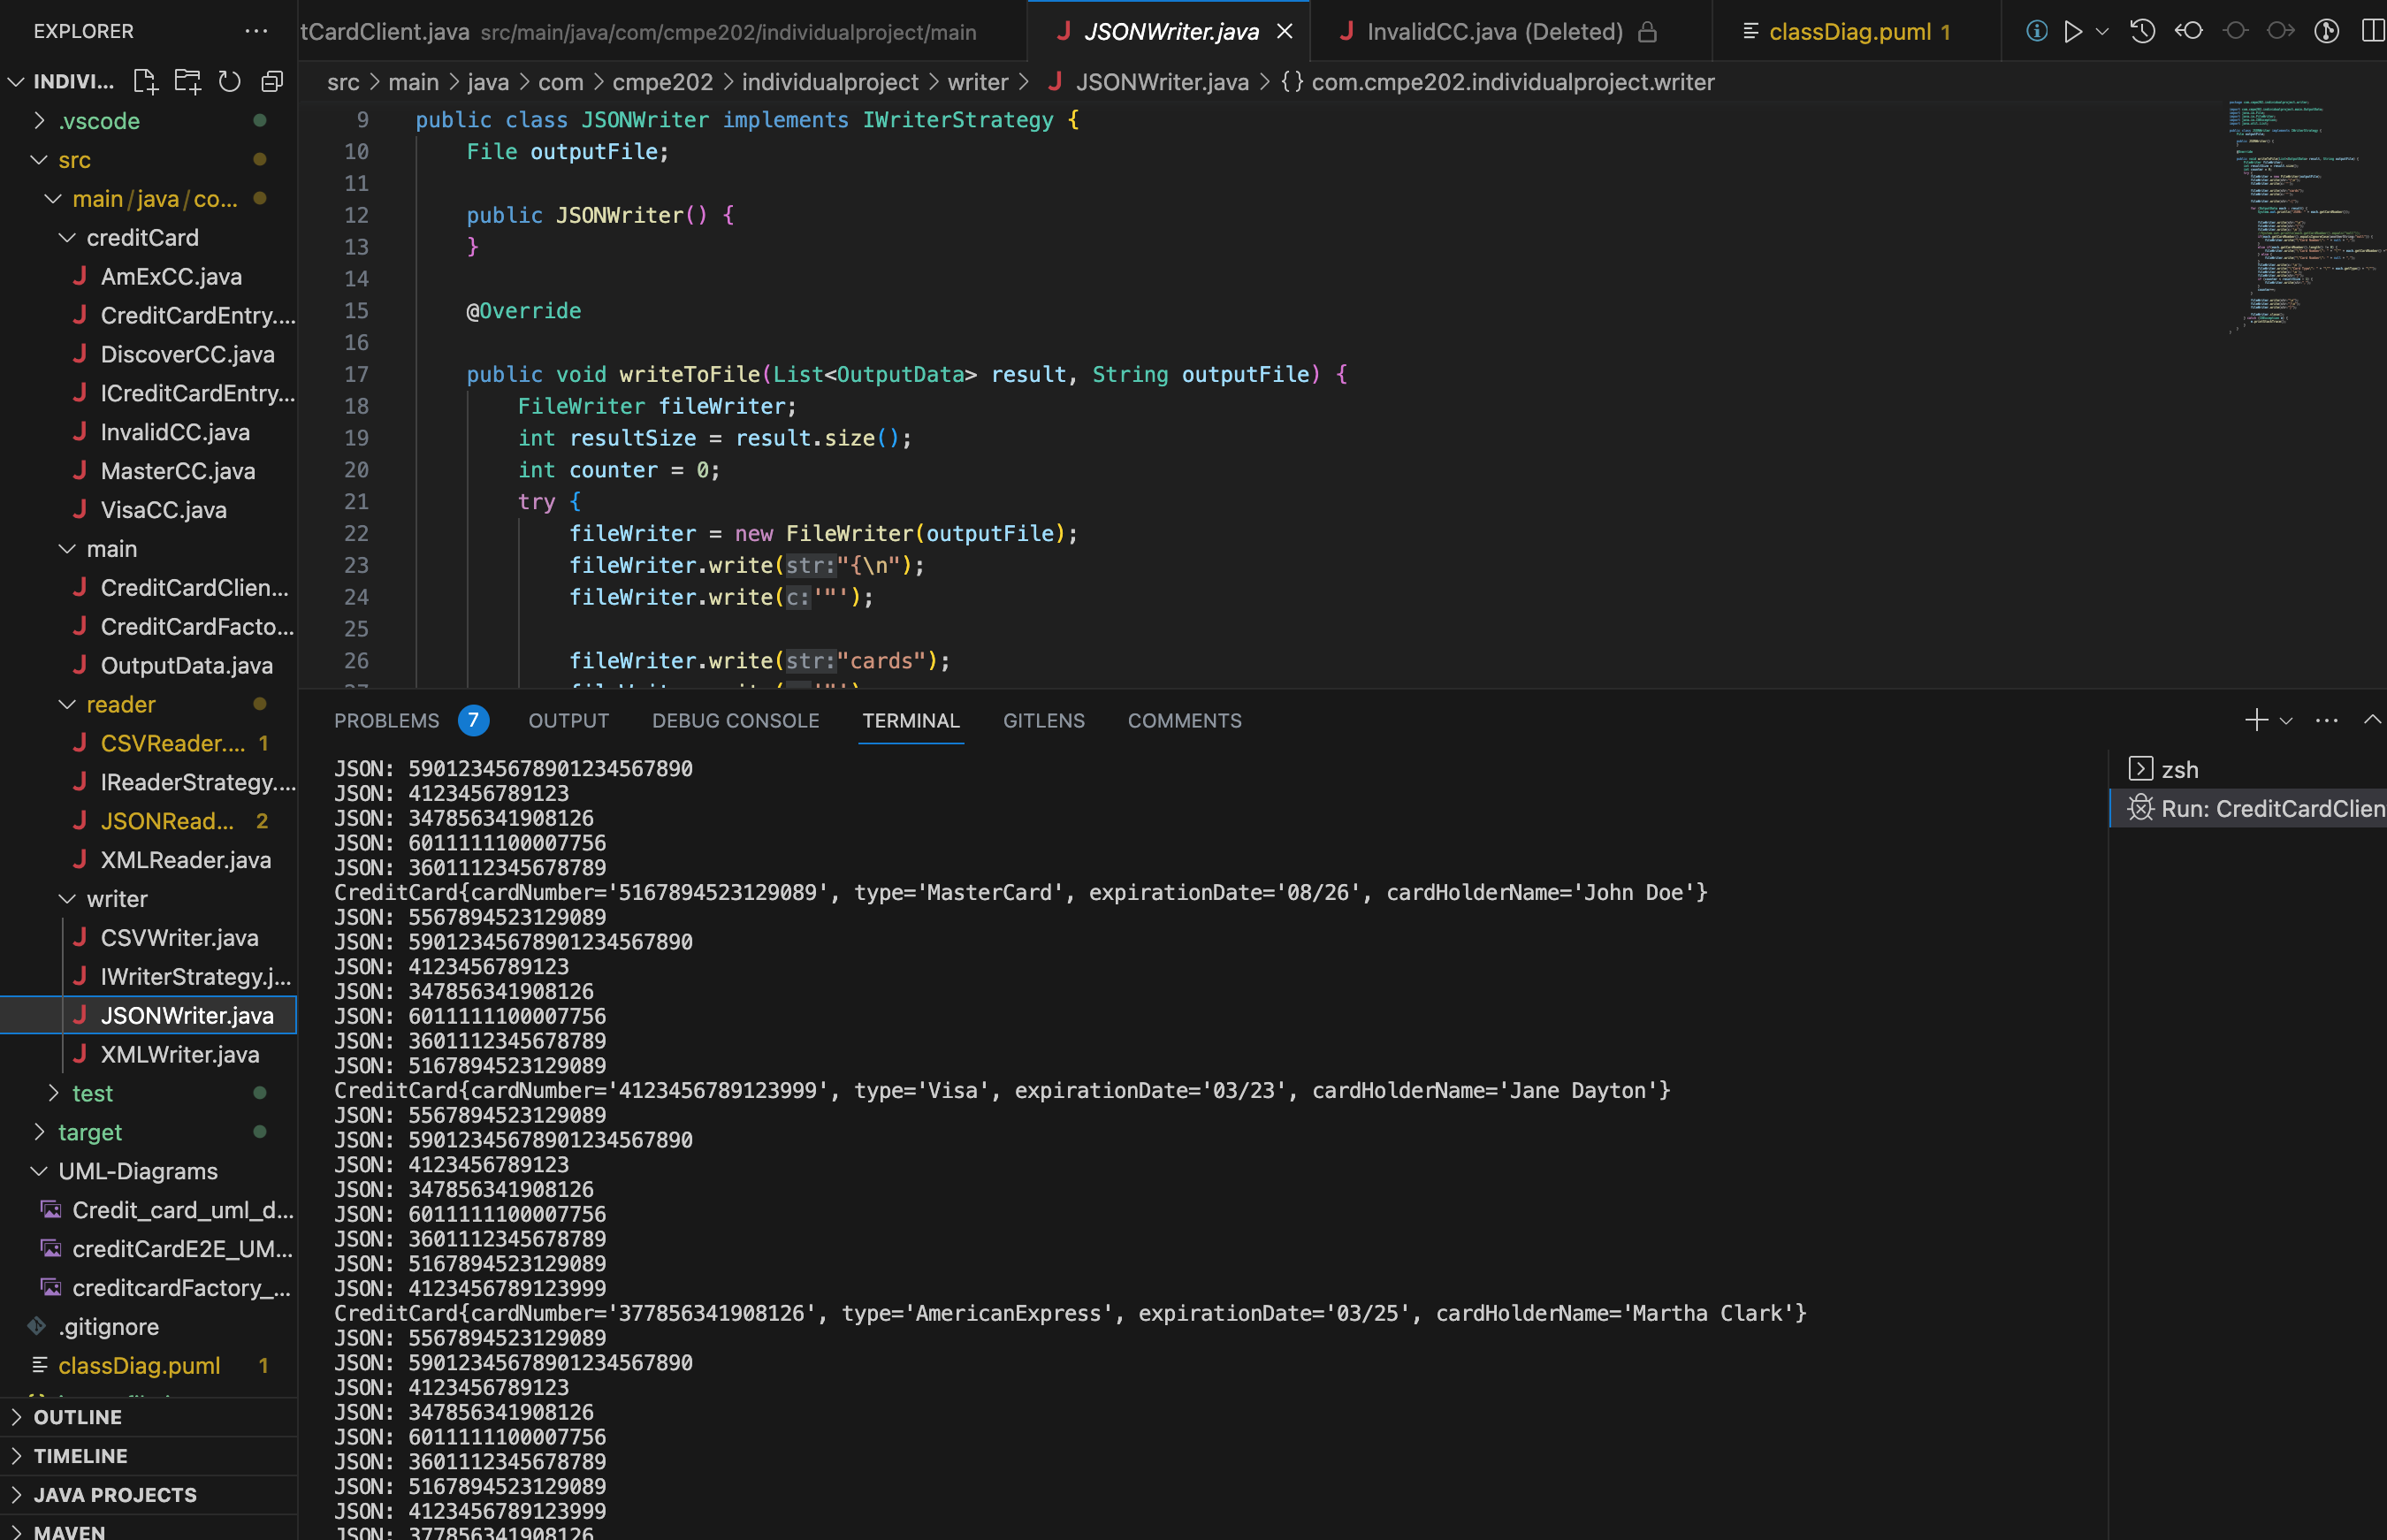 EXPLORER
tCardClient.java src/main/java/com/cmpe202/individualproject/main
JSONWriter.java
InvalidCC.java (Deleted)
classDiag.puml 1
INDIVI...
src > main > java > com > cmpe202 > individualproject > writer > JSONWriter.java > {} com.cmpe202.individualproject.writer
.vscode
src
main/java/co...
creditCard
AmExCC.java
CreditCardEntry....
DiscoverCC.java
ICreditCardEntry...
InvalidCC.java
MasterCC.java
VisaCC.java
main
CreditCardClien...
CreditCardFacto...
OutputData.java
reader
CSVReader.... 1
IReaderStrategy....
JSONRead... 2
XMLReader.java
writer
CSVWriter.java
IWriterStrategy.j...
JSONWriter.java
XMLWriter.java
test
target
UML-Diagrams
Credit_card_uml_d...
creditCardE2E_UM...
creditcardFactory_...
.gitignore
classDiag.puml 1
OUTLINE
TIMELINE
JAVA PROJECTS
MAVEN
9 public class JSONWriter implements IWriterStrategy {
10 File outputFile;
11
12 public JSONWriter() {
13 }
14
15 @Override
16
17 public void writeToFile(List<OutputData> result, String outputFile) {
18 FileWriter fileWriter;
19 int resultSize = result.size();
20 int counter = 0;
21 try {
22 fileWriter = new FileWriter(outputFile);
23 fileWriter.write(str:"{\n");
24 fileWriter.write(c:'"');
25
26 fileWriter.write(str:"cards");
PROBLEMS 7 OUTPUT DEBUG CONSOLE TERMINAL GITLENS COMMENTS
JSON: 59012345678901234567890
JSON: 4123456789123
JSON: 347856341908126
JSON: 6011111100007756
JSON: 3601112345678789
CreditCard{cardNumber='5167894523129089', type='MasterCard', expirationDate='08/26', cardHolderName='John Doe'}
JSON: 5567894523129089
JSON: 59012345678901234567890
JSON: 4123456789123
JSON: 347856341908126
JSON: 6011111100007756
JSON: 3601112345678789
JSON: 5167894523129089
CreditCard{cardNumber='4123456789123999', type='Visa', expirationDate='03/23', cardHolderName='Jane Dayton'}
JSON: 5567894523129089
JSON: 59012345678901234567890
JSON: 4123456789123
JSON: 347856341908126
JSON: 6011111100007756
JSON: 3601112345678789
JSON: 5167894523129089
JSON: 4123456789123999
CreditCard{cardNumber='377856341908126', type='AmericanExpress', expirationDate='03/25', cardHolderName='Martha Clark'}
JSON: 5567894523129089
JSON: 59012345678901234567890
JSON: 4123456789123
JSON: 347856341908126
JSON: 6011111100007756
JSON: 3601112345678789
JSON: 5167894523129089
JSON: 4123456789123999
JSON: 377856341908126
zsh
Run: CreditCardClien